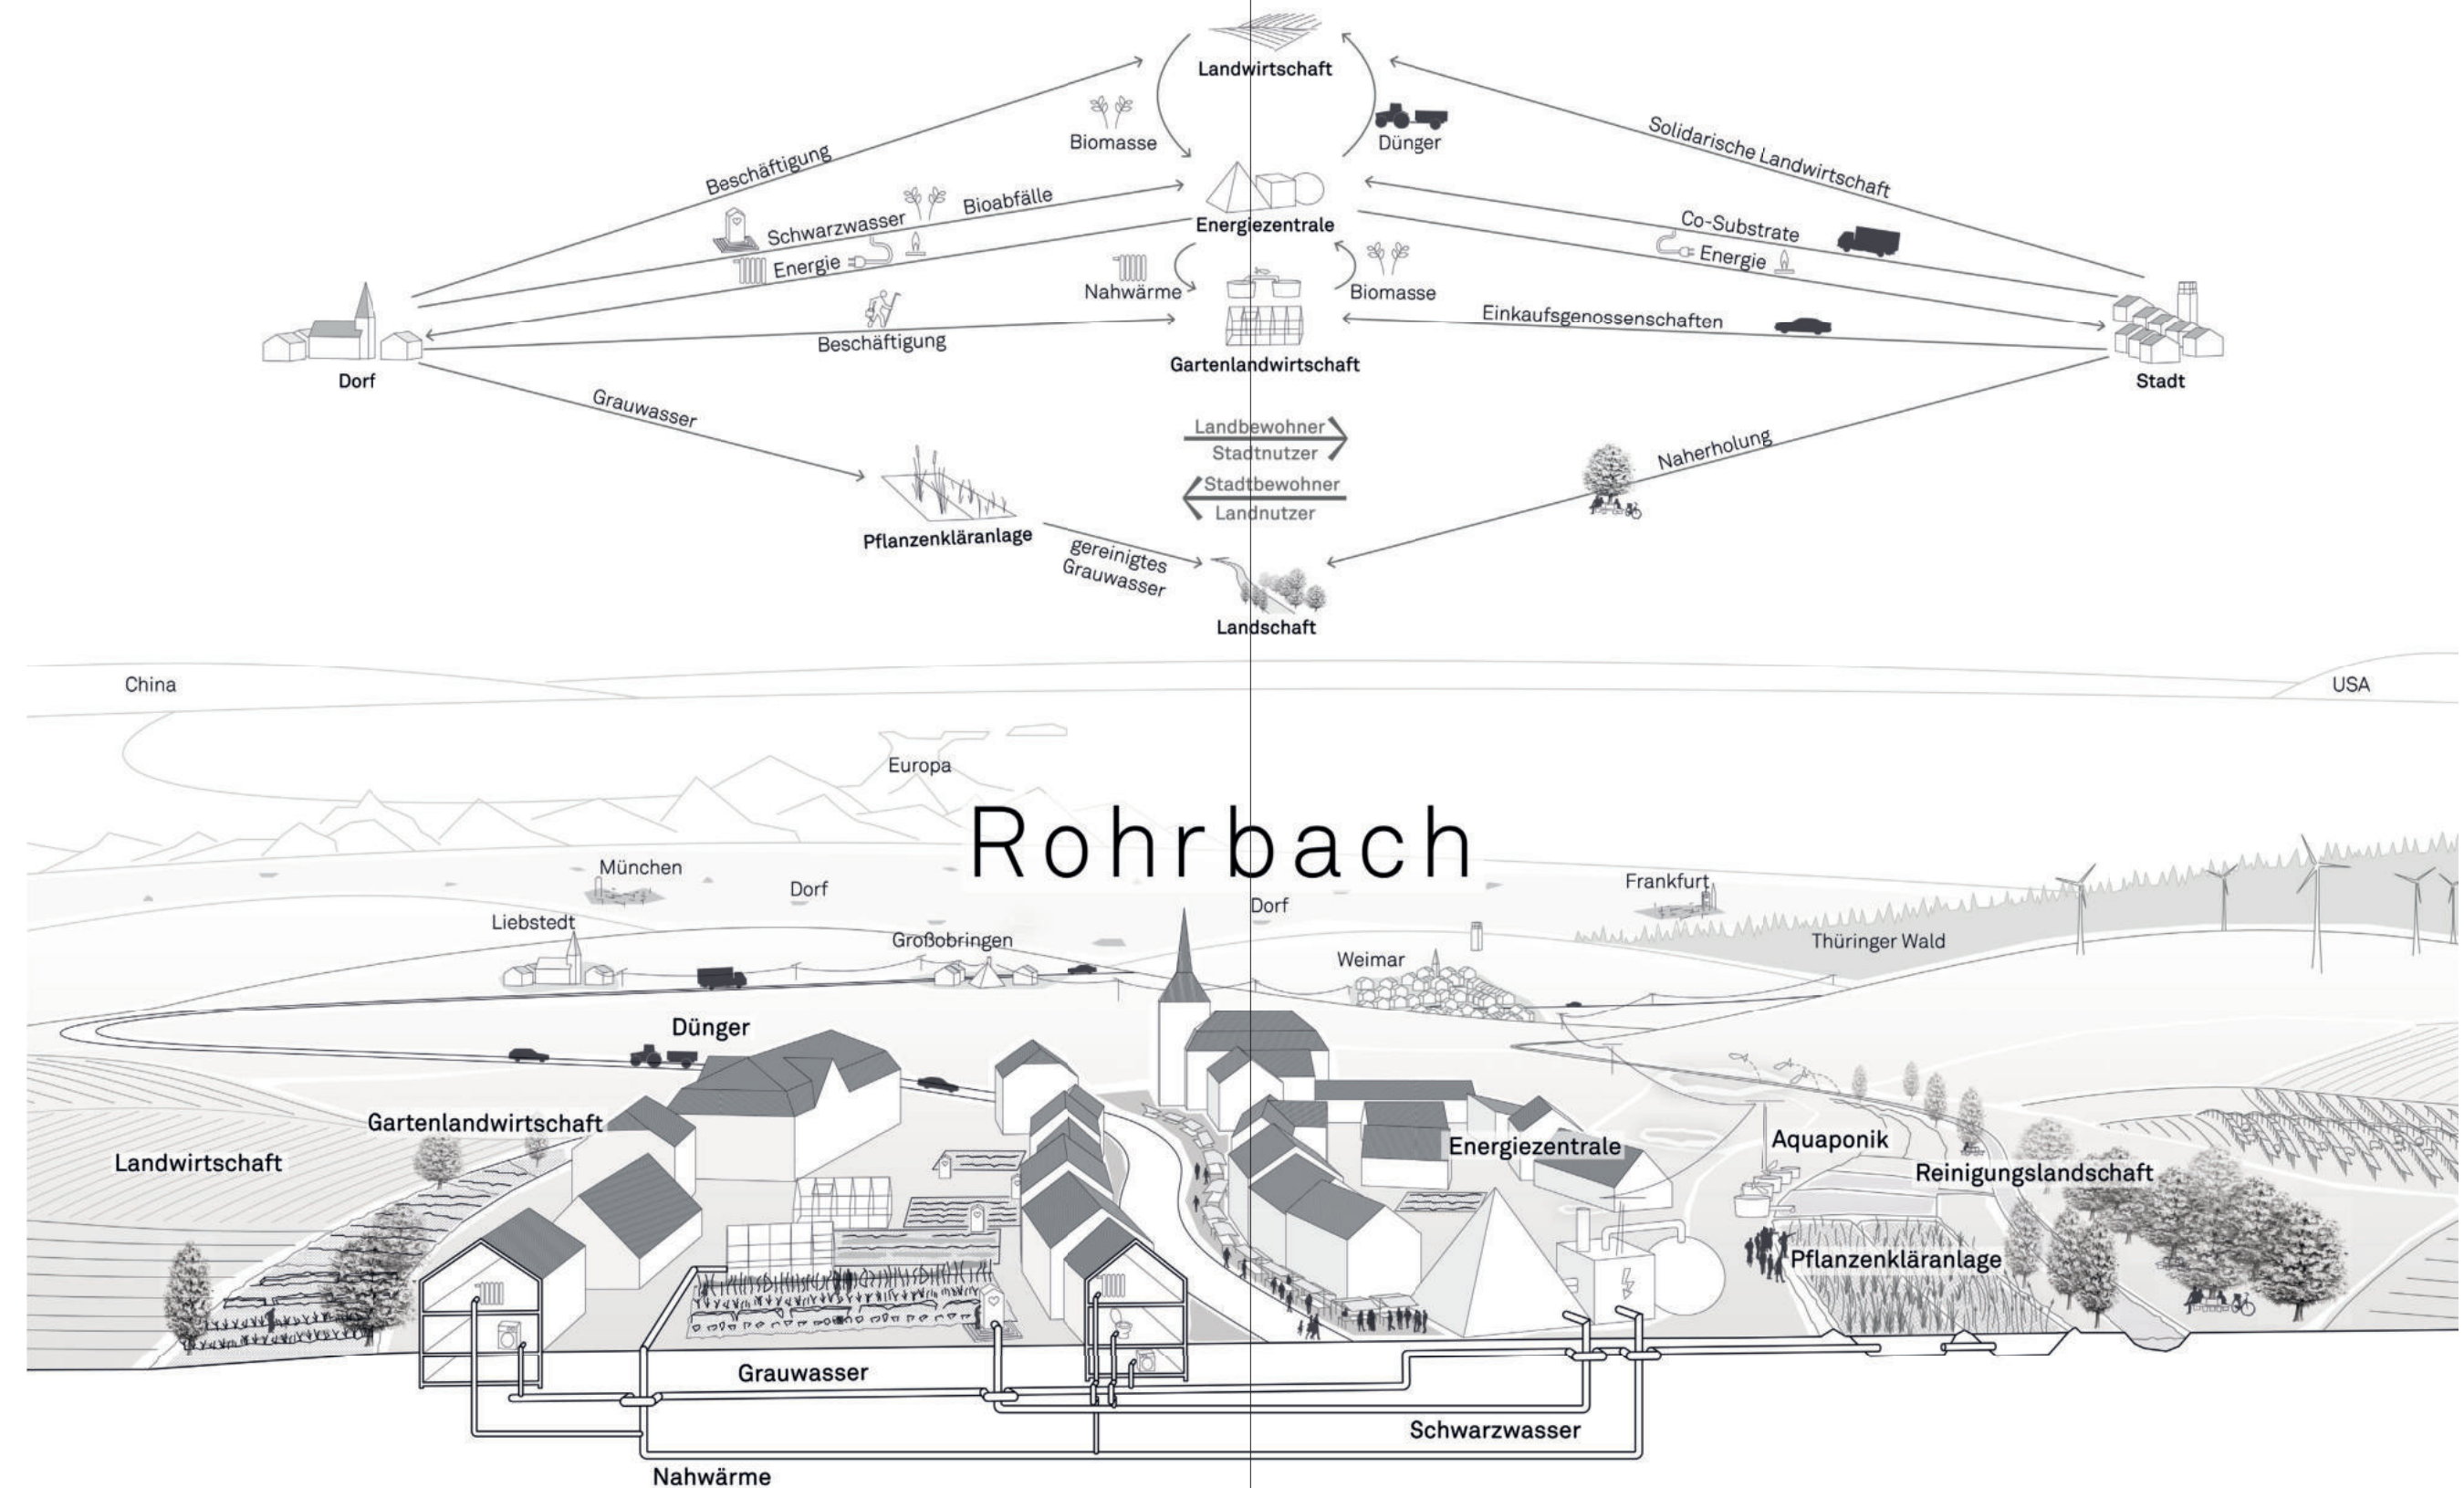 Landwirtschaft
Biomasse
Dünger
Beschäftigung
Solidarische Landwirtschaft
Schwarzwasser
Bioabfälle
Energiezentrale
Co-Substrate
Energie
Energie
Nahwärme
Biomasse
Beschäftigung
Einkaufsgenossenschaften
Gartenlandwirtschaft
Dorf
Stadt
Grauwasser
Landbewohner
Stadtnutzer
Stadtbewohner
Landnutzer
Naherholung
Pflanzenkläranlage
gereinigtes
Grauwasser
Landschaft
China
USA
Europa
Rohrbach
München
Dorf
Frankfurt
Dorf
Liebstedt
Großobringen
Thüringer Wald
Weimar
Dünger
Gartenlandwirtschaft
Landwirtschaft
Energiezentrale
Aquaponik
Reinigungslandschaft
Pflanzenkläranlage
Grauwasser
Schwarzwasser
Nahwärme